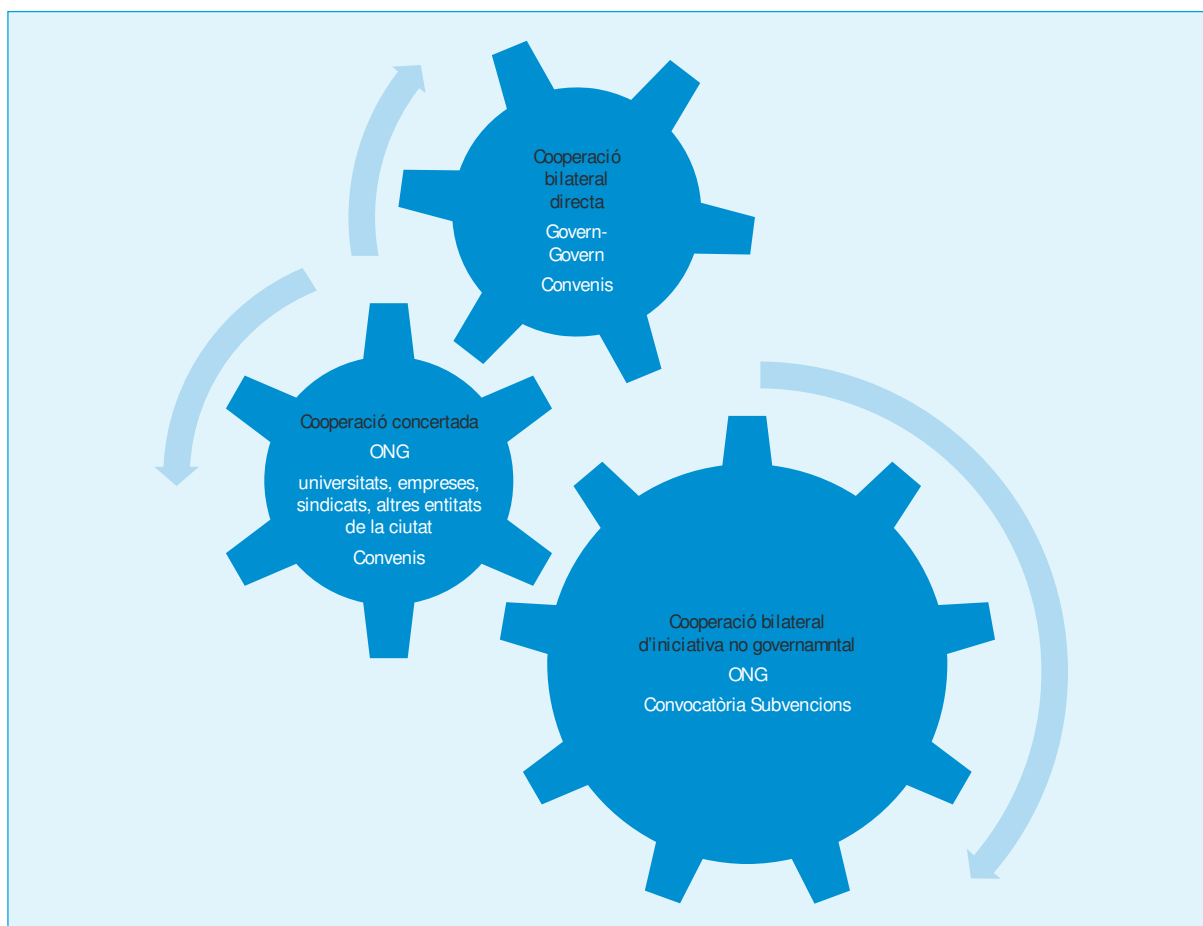 Cooperació
bilateral
directa
Govern-
Govern
Convenis
Cooperació concertada
ONG
universitats, empreses,
sindicats, altres entitats
de la ciutat
Convenis
Cooperació bilateral
d'iniciativa no governamntal
ONG
Convocatòria Subvencions